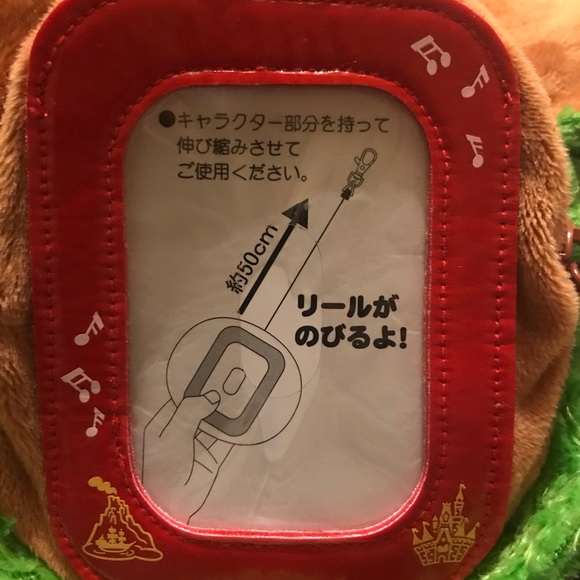 ●キャラクター部分を持って
伸び縮みさせて
ご使用ください。
約50cm
リールが
のびるよ!